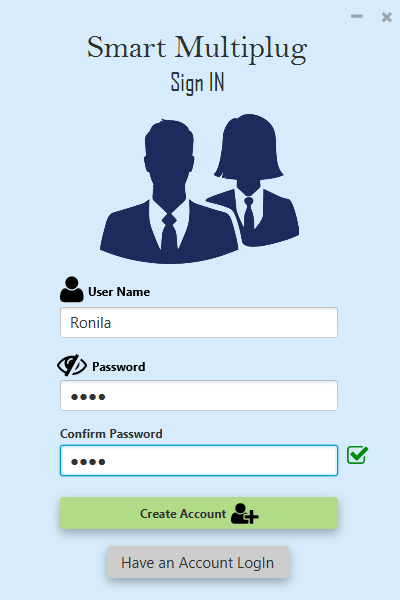 Smart Multiplug
Sign IN
User Name
Ronila
Password
••••
Confirm Password
••••
Create Account
Have an Account LogIn